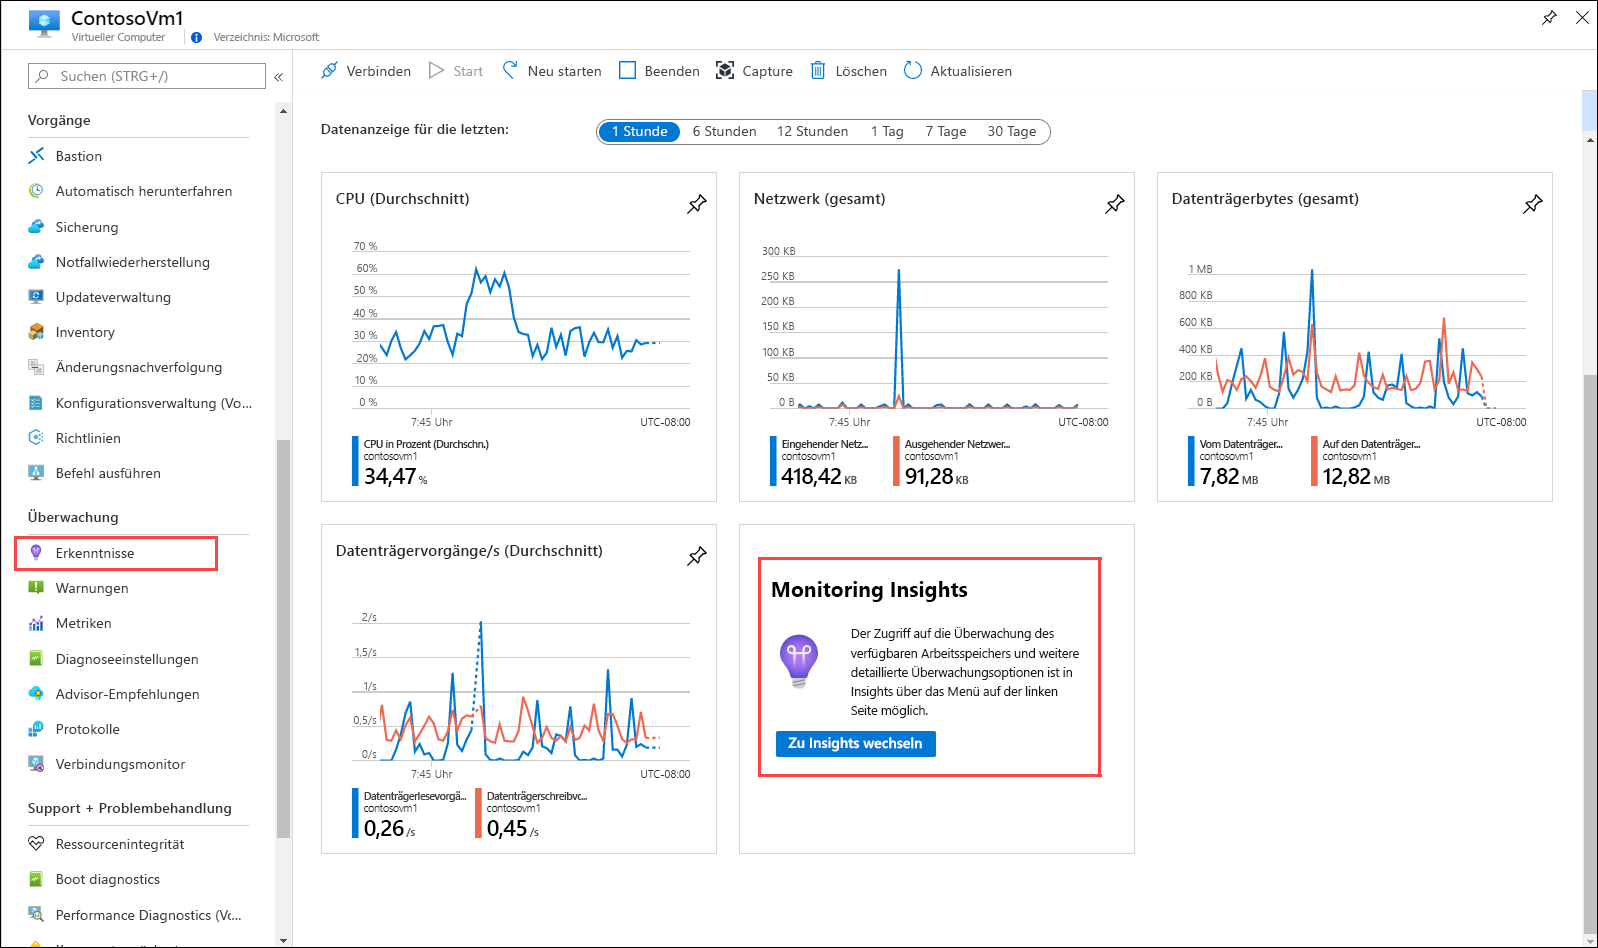 ContosoVm1
Virtueller Computer
Verzeichnis: Microsoft
Suchen (STRG+/)
«
Vorgänge
Bastion
Automatisch herunterfahren
Sicherung
Notfallwiederherstellung
Updateverwaltung
Inventory
Änderungsnachverfolgung
Konfigurationsverwaltung (Vo...
Richtlinien
Befehl ausführen
Überwachung
Erkenntnisse
Warnungen
Metriken
Diagnoseeinstellungen
Advisor-Empfehlungen
Protokolle
Verbindungsmonitor
Support + Problembehandlung
Ressourcenintegrität
Boot diagnostics
Performance Diagnostics (Vo...
Verbinden
Start
Neu starten
Beenden
Capture
Löschen
Aktualisieren
Datenanzeige für die letzten:
1 Stunde
6 Stunden
12 Stunden
1 Tag
7 Tage
30 Tage
CPU (Durchschnitt)
70 %
60%
50 %
40 %
30 %
20%
10 %
0 %
7:45 Uhr
UTC-08:00
CPU in Prozent (Durchschn.)
contosovm1
34,47 %
Netzwerk (gesamt)
300 KB
250 KB
200 KB
150 KB
100 KB
50 KB
0 B
7:45 Uhr
UTC-08:00
Eingehender Netz...
contosovm1
418,42 KB
Ausgehender Netzwer...
contosovm1
91,28 KB
Datenträgerbytes (gesamt)
1 MB
800 KB
600 KB
400 KB
200 KB
0 B
7:45 Uhr
UTC-08:00
Vom Datenträger...
contosovm1
7,82 MB
Auf den Datenträger...
contosovm1
12,82 MB
Datenträgervorgänge/s (Durchschnitt)
2/s
1,5/s
1/s
0,5/s
0/s
7:45 Uhr
UTC-08:00
Datenträgerlesevorgä...
contosovm1
0,26 /s
Datenträgerschreibvc...
contosovm1
0,45 /s
Monitoring Insights
Der Zugriff auf die Überwachung des
verfügbaren Arbeitsspeichers und weitere
detaillierte Überwachungsoptionen ist in
Insights über das Menü auf der linken
Seite möglich.
Zu Insights wechseln